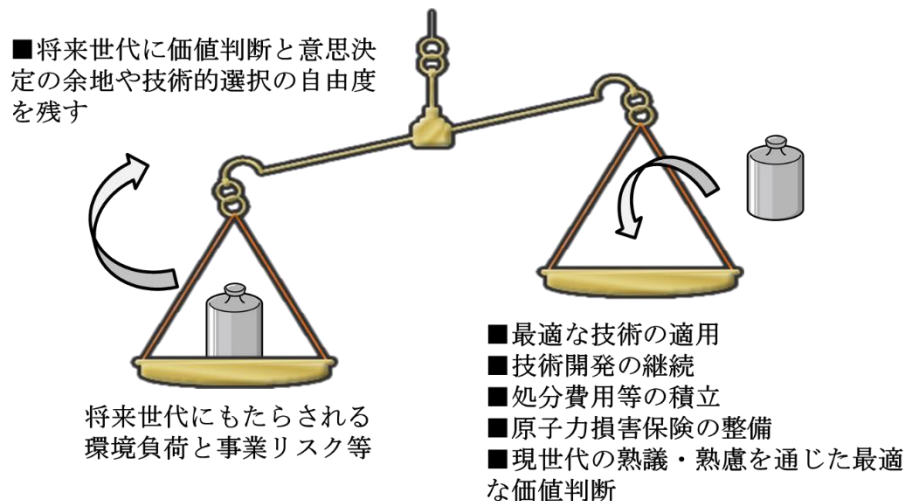 ■将来世代に価値判断と意思決
定の余地や技術的選択の自由度
を残す
将来世代にもたらされる
環境負荷と事業リスク等
■最適な技術の適用
■技術開発の継続
■処分費用等の積立
■原子力損害保険の整備
■現世代の熟議・熟慮を通じた最適
な価値判断